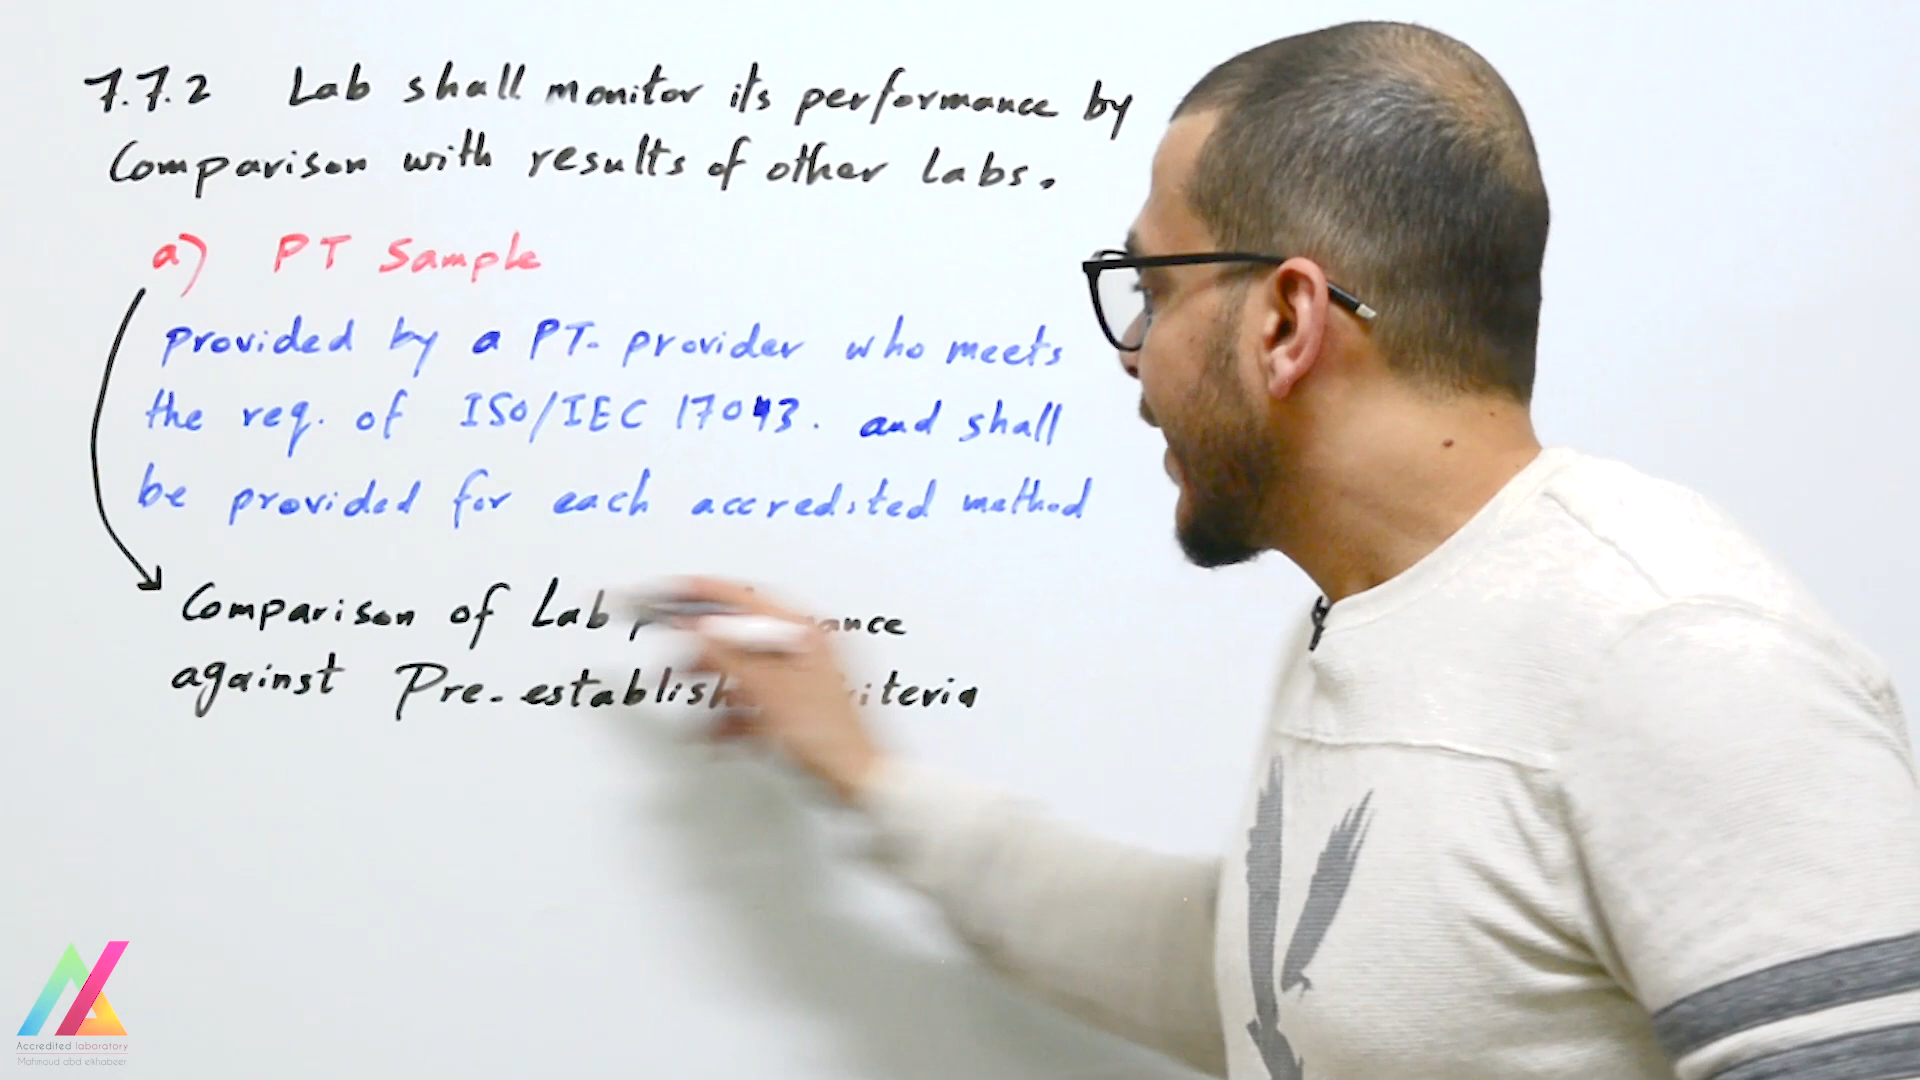 7.7.2 Lab shall monitor its performance by
Comparison with results of other labs.
a) PT Sample
provided by a PT- provider who meets
the req. of ISO/IEC 17043. and shall
be provided for each accredited method
Comparison of Lab
against Pre-established criteria
Accredited laboratory
Mahmoud abd elkhabeer